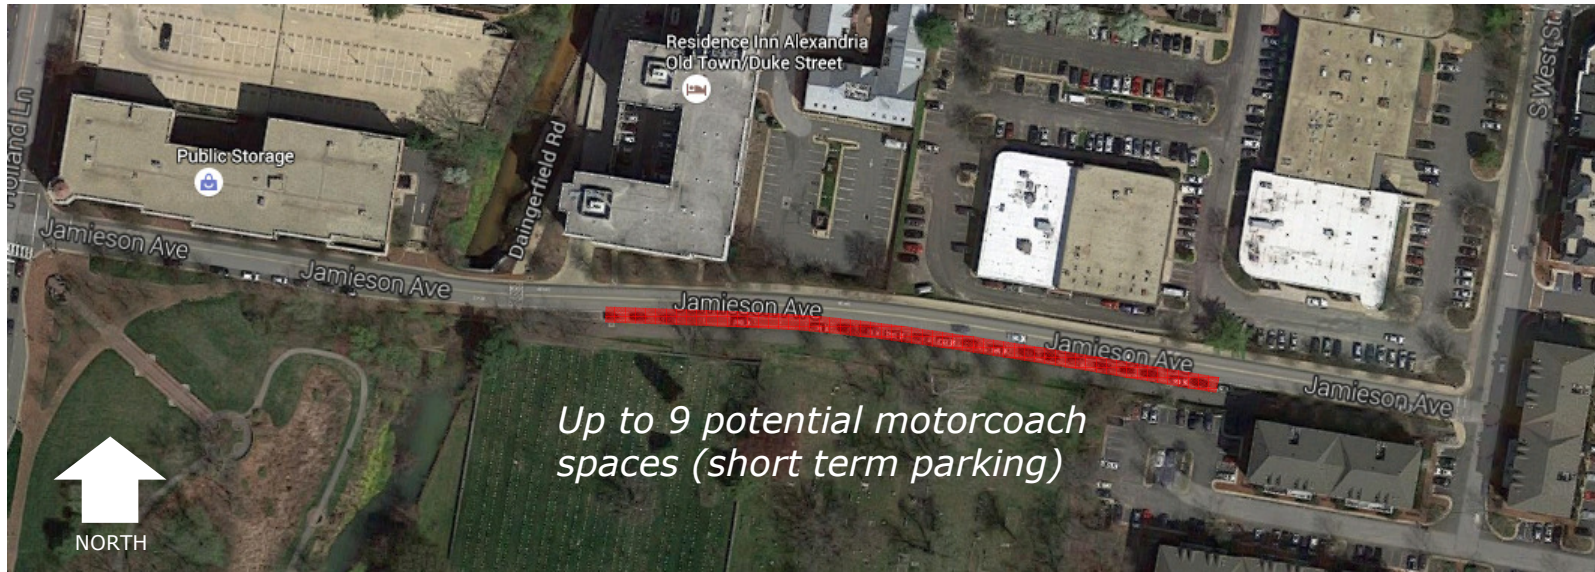 Residence Inn Alexandria
Old Town/Duke Street
S West St
Holland Ln
Public Storage
Daingerfield Rd
Jamieson Ave
Jamieson Ave
Jamieson Ave
Jamieson Ave
Jamieson Ave
Up to 9 potential motorcoach
spaces (short term parking)
NORTH